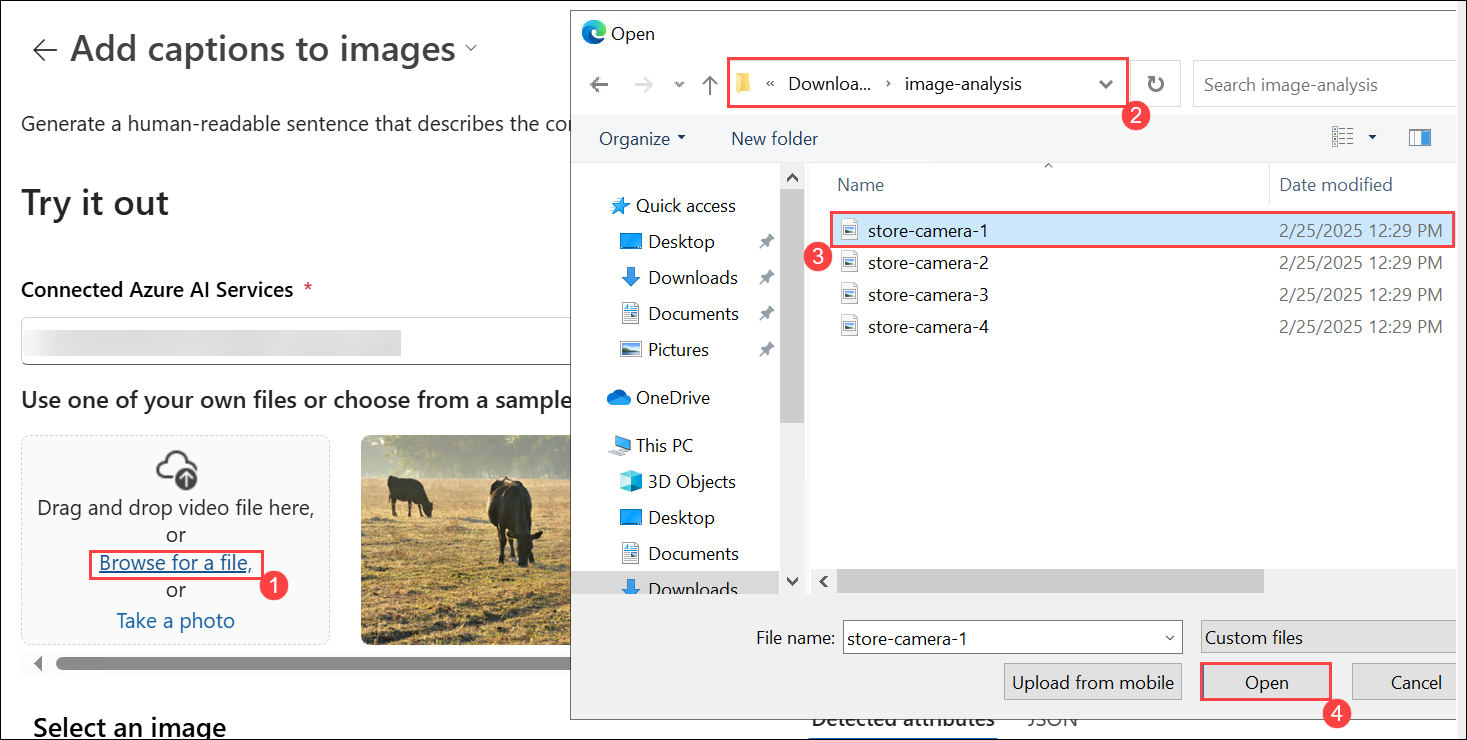 Add captions to images
Generate a human-readable sentence that describes the co
Try it out
Connected Azure AI Services *
Use one of your own files or choose from a sample
Drag and drop video file here,
or
Browse for a file,
1
or
Take a photo
Select an image
Detected attributes
JSON
Open
« Downloa... › image-analysis
2
Search image-analysis
Organize
New folder
Name
Date modified
Quick access
Desktop
Downloads
Documents
Pictures
OneDrive
This PC
3D Objects
Desktop
Documents
Downloads
store-camera-1 2/25/2025 12:29 PM
3
store-camera-2 2/25/2025 12:29 PM
store-camera-3 2/25/2025 12:29 PM
store-camera-4 2/25/2025 12:29 PM
File name: store-camera-1
Custom files
Upload from mobile
Open
Cancel
4